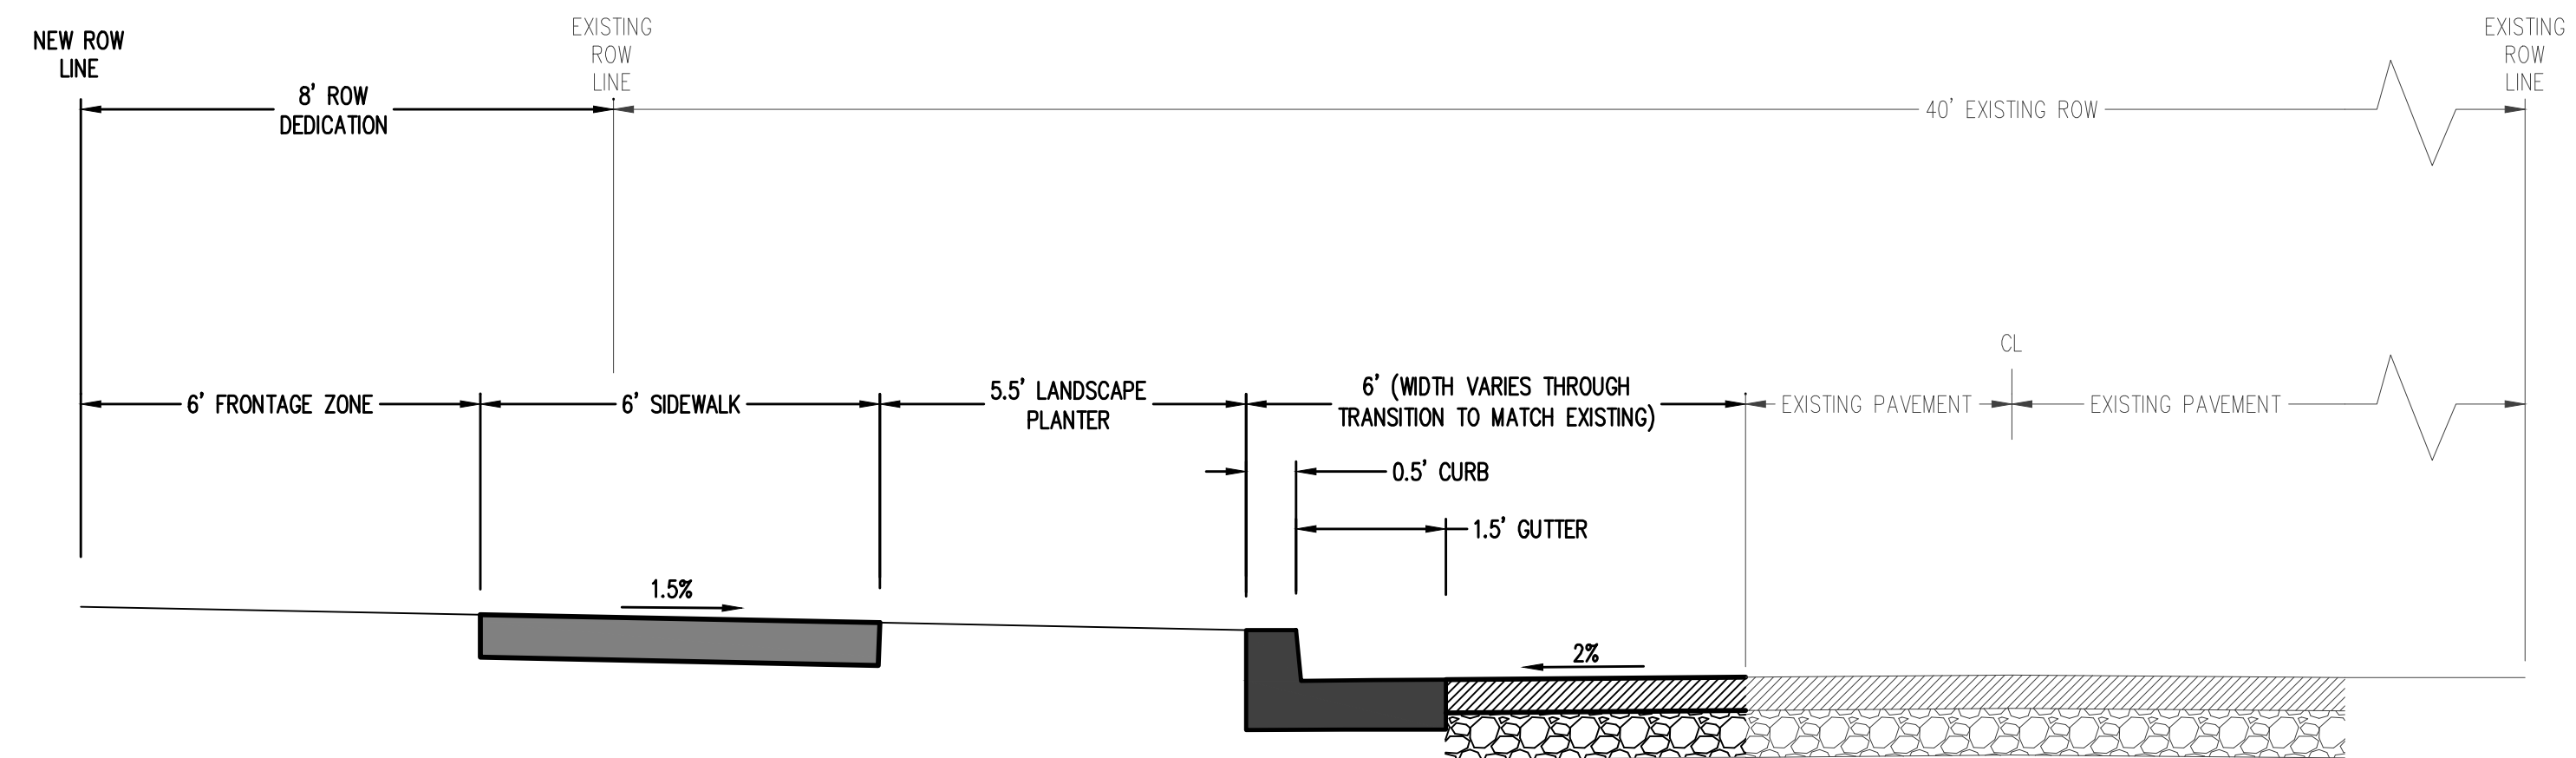 NEW ROW
LINE
EXISTING
ROW
LINE
EXISTING
ROW
LINE
8' ROW
DEDICATION
40' EXISTING ROW
CL
6' FRONTAGE ZONE
6' SIDEWALK
5.5' LANDSCAPE
PLANTER
6' (WIDTH VARIES THROUGH
TRANSITION TO MATCH EXISTING)
EXISTING PAVEMENT
EXISTING PAVEMENT
0.5' CURB
1.5' GUTTER
1.5%
2%